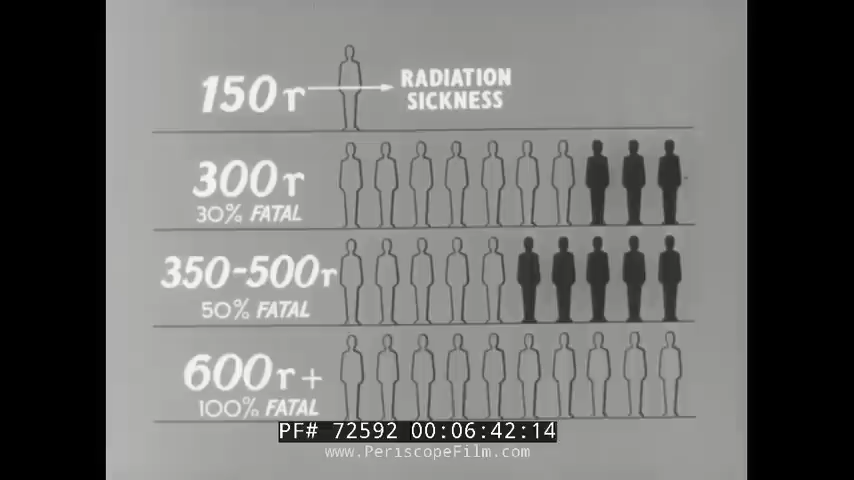 150r
RADIATION
SICKNESS
300r
30% FATAL
350-500r
50% FATAL
600r+
100% FATAL
PF# 72592 00:06:42:14
www.PeriscopeFilm.com